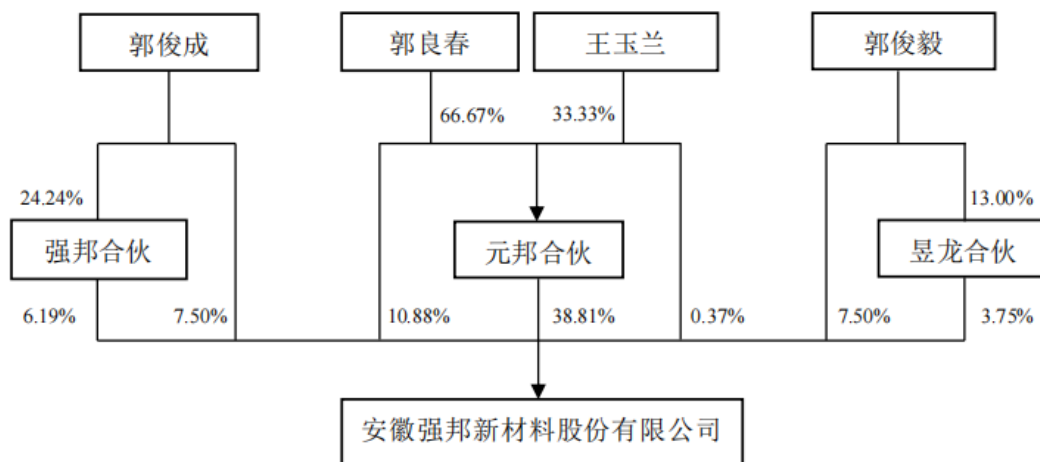 郭俊成
郭良春
王玉兰
郭俊毅
66.67%
33.33%
24.24%
13.00%
强邦合伙
元邦合伙
昱龙合伙
6.19%
7.50%
10.88%
38.81%
0.37%
7.50%
3.75%
安徽强邦新材料股份有限公司